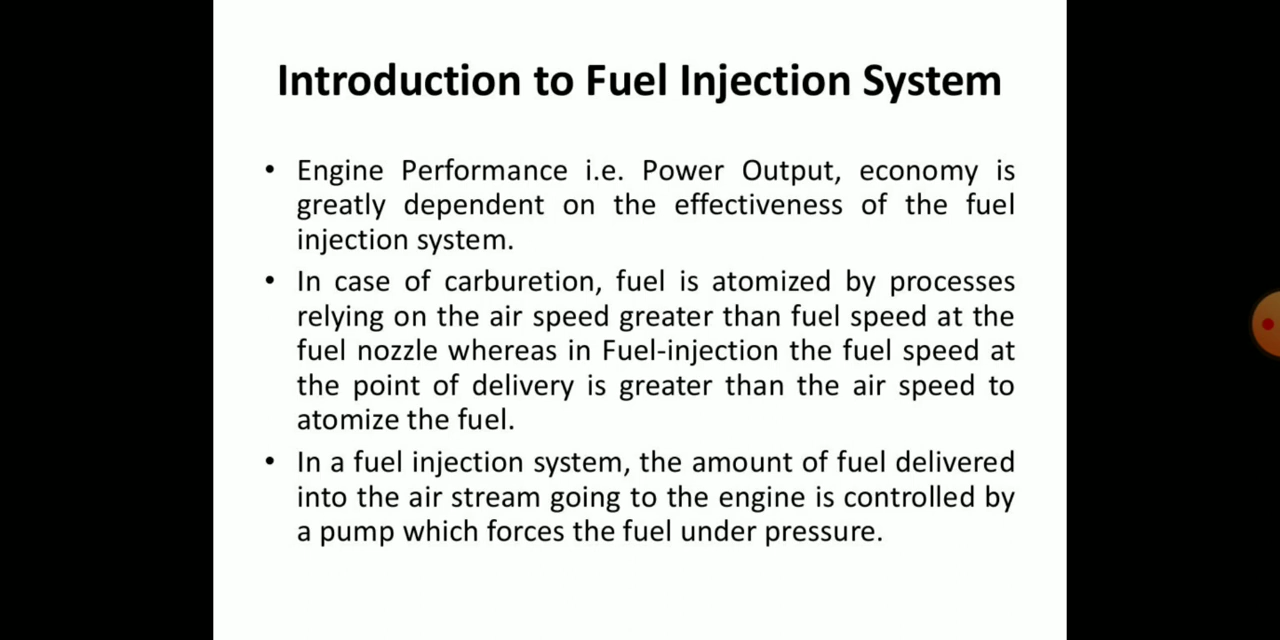 Introduction to Fuel Injection System
• Engine Performance i.e. Power Output, economy is
greatly dependent on the effectiveness of the fuel
injection system.
• In case of carburetion, fuel is atomized by processes
relying on the air speed greater than fuel speed at the
fuel nozzle whereas in Fuel-injection the fuel speed at
the point of delivery is greater than the air speed to
atomize the fuel.
• In a fuel injection system, the amount of fuel delivered
into the air stream going to the engine is controlled by
a pump which forces the fuel under pressure.